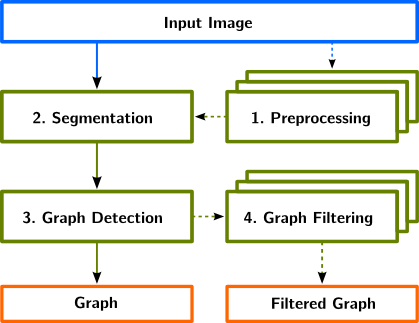 Input Image
2. Segmentation
1. Preprocessing
3. Graph Detection
4. Graph Filtering
Graph
Filtered Graph